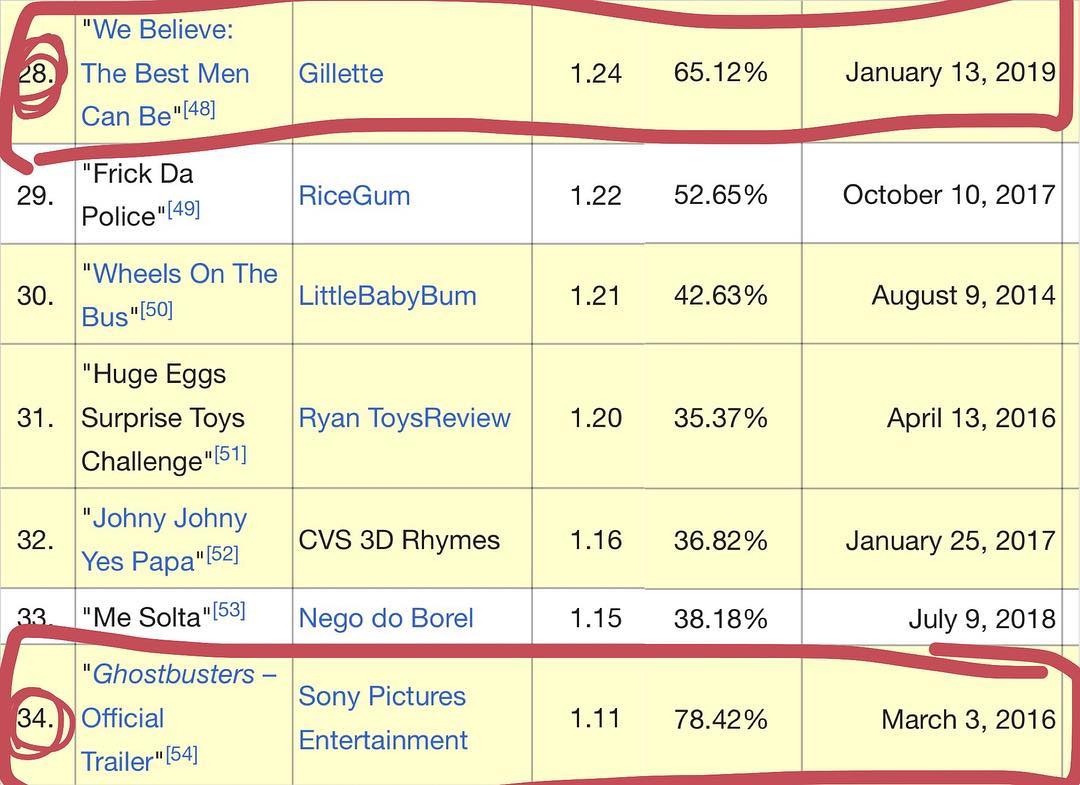 28. "We Believe: The Best Men Can Be"[48] Gillette 1.24 65.12% January 13, 2019
29. "Frick Da Police"[49] RiceGum 1.22 52.65% October 10, 2017
30. "Wheels On The Bus"[50] LittleBabyBum 1.21 42.63% August 9, 2014
31. "Huge Eggs Surprise Toys Challenge"[51] Ryan ToysReview 1.20 35.37% April 13, 2016
32. "Johny Johny Yes Papa"[52] CVS 3D Rhymes 1.16 36.82% January 25, 2017
33. "Me Solta"[53] Nego do Borel 1.15 38.18% July 9, 2018
34. "Ghostbusters – Official Trailer"[54] Sony Pictures Entertainment 1.11 78.42% March 3, 2016